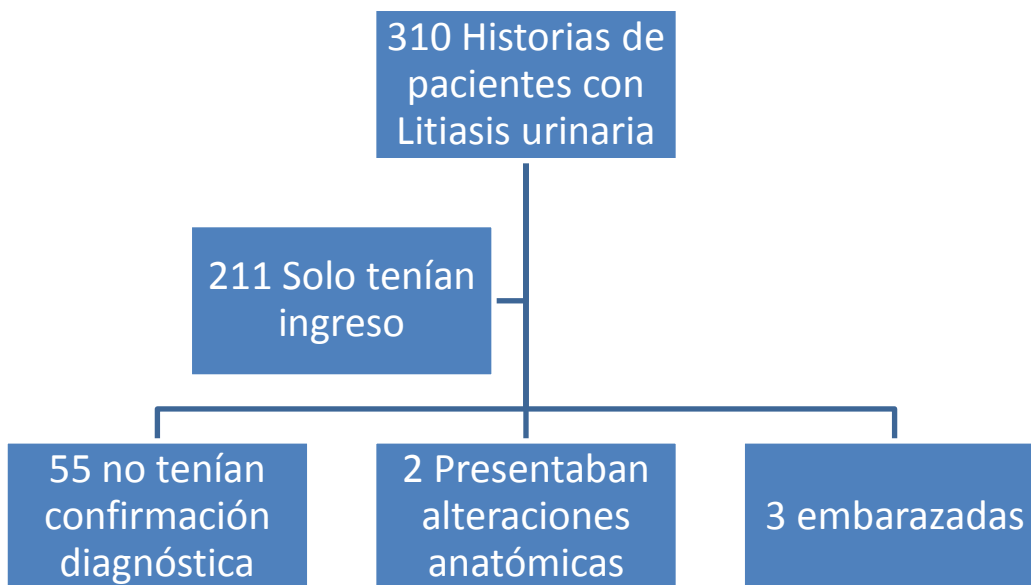 310 Historias de
pacientes con
Litiasis urinaria
211 Solo tenían
ingreso
55 no tenían
confirmación
diagnóstica
2 Presentaban
alteraciones
anatómicas
3 embarazadas